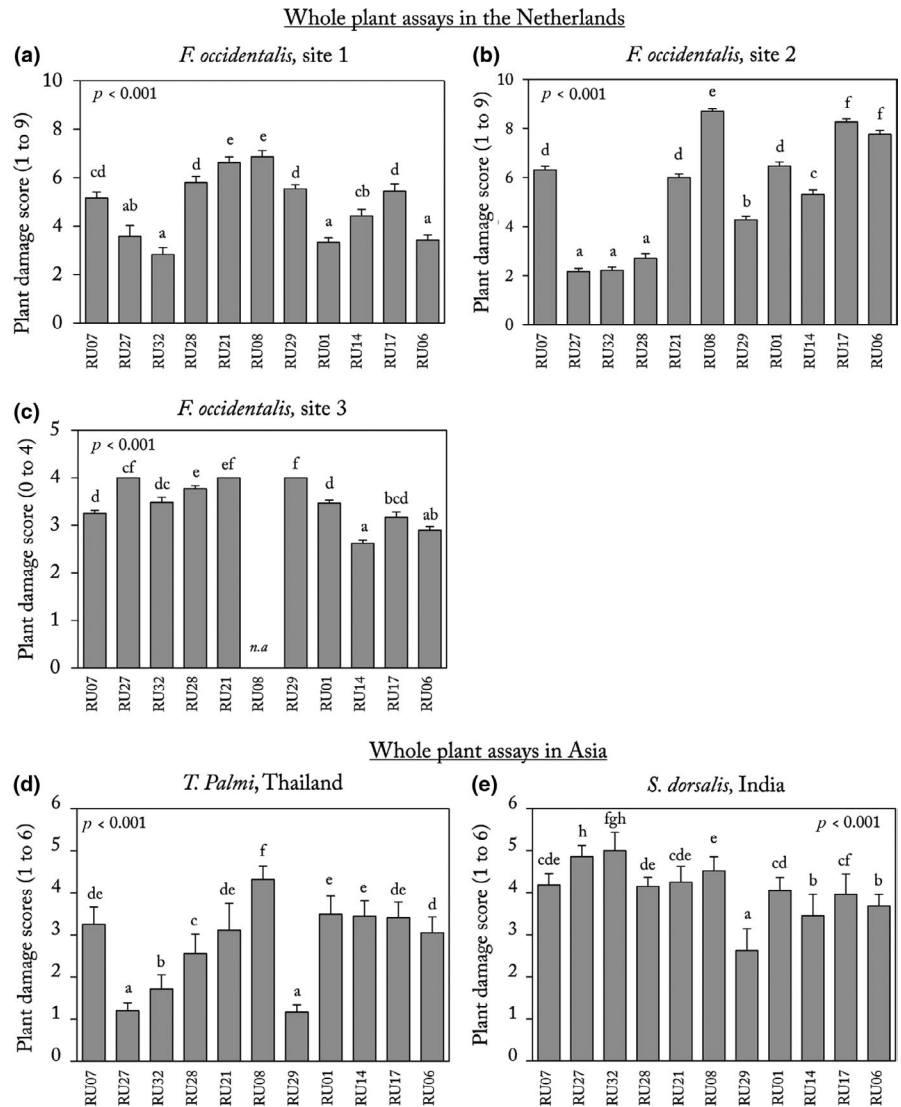 Whole plant assays in the Netherlands
(a)
F. occidentalis, site 1
Plant damage score (1 to 9)
10
8
6
4
2
0
p < 0.001
cd
ab
a
d
e
e
d
a
cb
d
a
RU07
RU27
RU32
RU28
RU21
RU08
RU29
RU01
RU14
RU17
RU06
(b)
F. occidentalis, site 2
Plant damage score (1 to 9)
10
8
6
4
2
0
p < 0.001
d
a
a
a
d
e
b
d
c
f
f
RU07
RU27
RU32
RU28
RU21
RU08
RU29
RU01
RU14
RU17
RU06
(c)
F. occidentalis, site 3
Plant damage score (0 to 4)
5
4
3
2
1
0
p < 0.001
d
cf
dc
e
ef
n.a
f
d
a
bcd
ab
RU07
RU27
RU32
RU28
RU21
RU08
RU29
RU01
RU14
RU17
RU06
Whole plant assays in Asia
(d)
T. Palmi, Thailand
Plant damage scores (1 to 6)
6
5
4
3
2
1
0
p < 0.001
de
a
b
c
de
f
a
e
e
de
d
RU07
RU27
RU32
RU28
RU21
RU08
RU29
RU01
RU14
RU17
RU06
(e)
S. dorsalis, India
Plant damage score (1 to 6)
6
5
4
3
2
1
0
p < 0.001
cde
h
fgh
de
cde
e
a
cd
b
cf
b
RU07
RU27
RU32
RU28
RU21
RU08
RU29
RU01
RU14
RU17
RU06